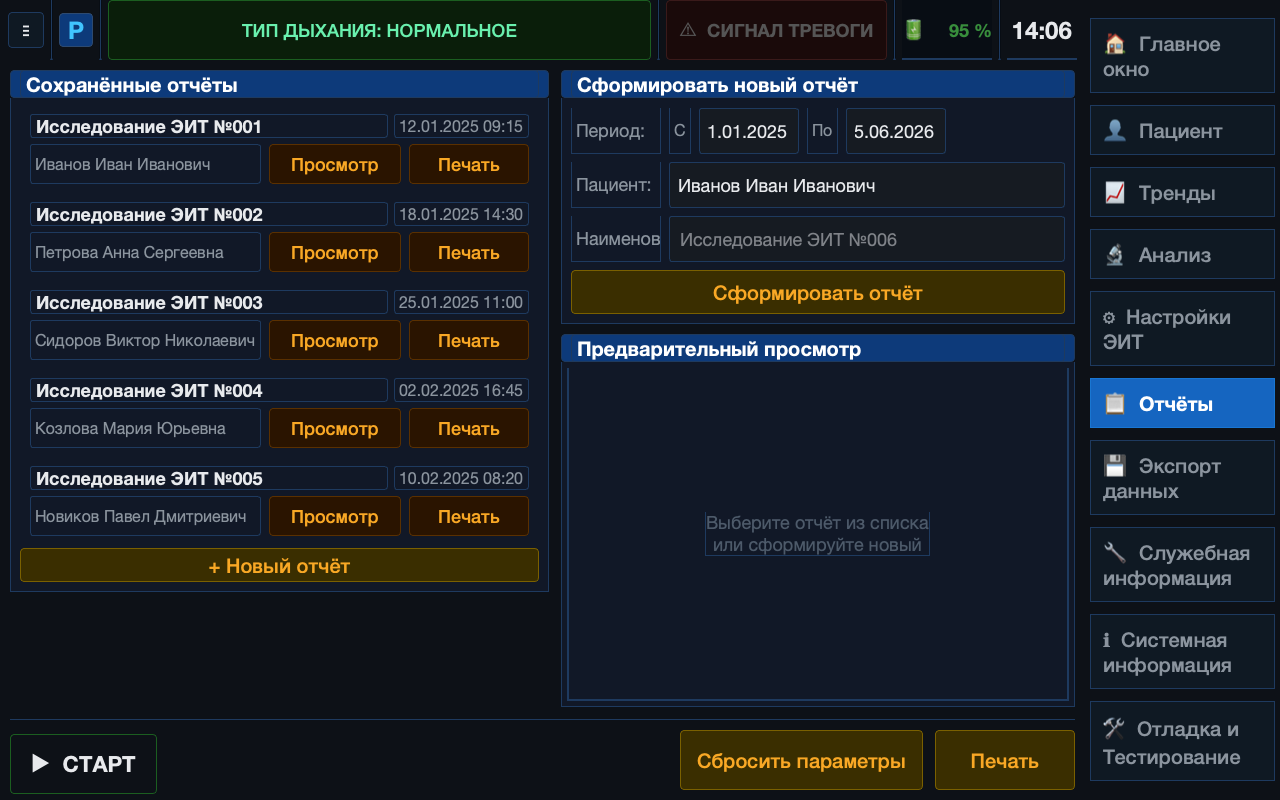 P
ТИП ДЫХАНИЯ: НОРМАЛЬНОЕ
⚠ СИГНАЛ ТРЕВОГИ
95 %
14:06
Сохранённые отчёты
Исследование ЭИТ №001
12.01.2025 09:15
Иванов Иван Иванович
Просмотр
Печать
Исследование ЭИТ №002
18.01.2025 14:30
Петрова Анна Сергеевна
Просмотр
Печать
Исследование ЭИТ №003
25.01.2025 11:00
Сидоров Виктор Николаевич
Просмотр
Печать
Исследование ЭИТ №004
02.02.2025 16:45
Козлова Мария Юрьевна
Просмотр
Печать
Исследование ЭИТ №005
10.02.2025 08:20
Новиков Павел Дмитриевич
Просмотр
Печать
+ Новый отчёт
Сформировать новый отчёт
Период:
С
1.01.2025
По
5.06.2026
Пациент:
Иванов Иван Иванович
Наименов
Исследование ЭИТ №006
Сформировать отчёт
Предварительный просмотр
Выберите отчёт из списка
или сформируйте новый
▶ СТАРТ
Сбросить параметры
Печать
Главное
окно
Пациент
Тренды
Анализ
Настройки
ЭИТ
Отчёты
Экспорт
данных
Служебная
информация
ℹ Системная
информация
Отладка и
Тестирование